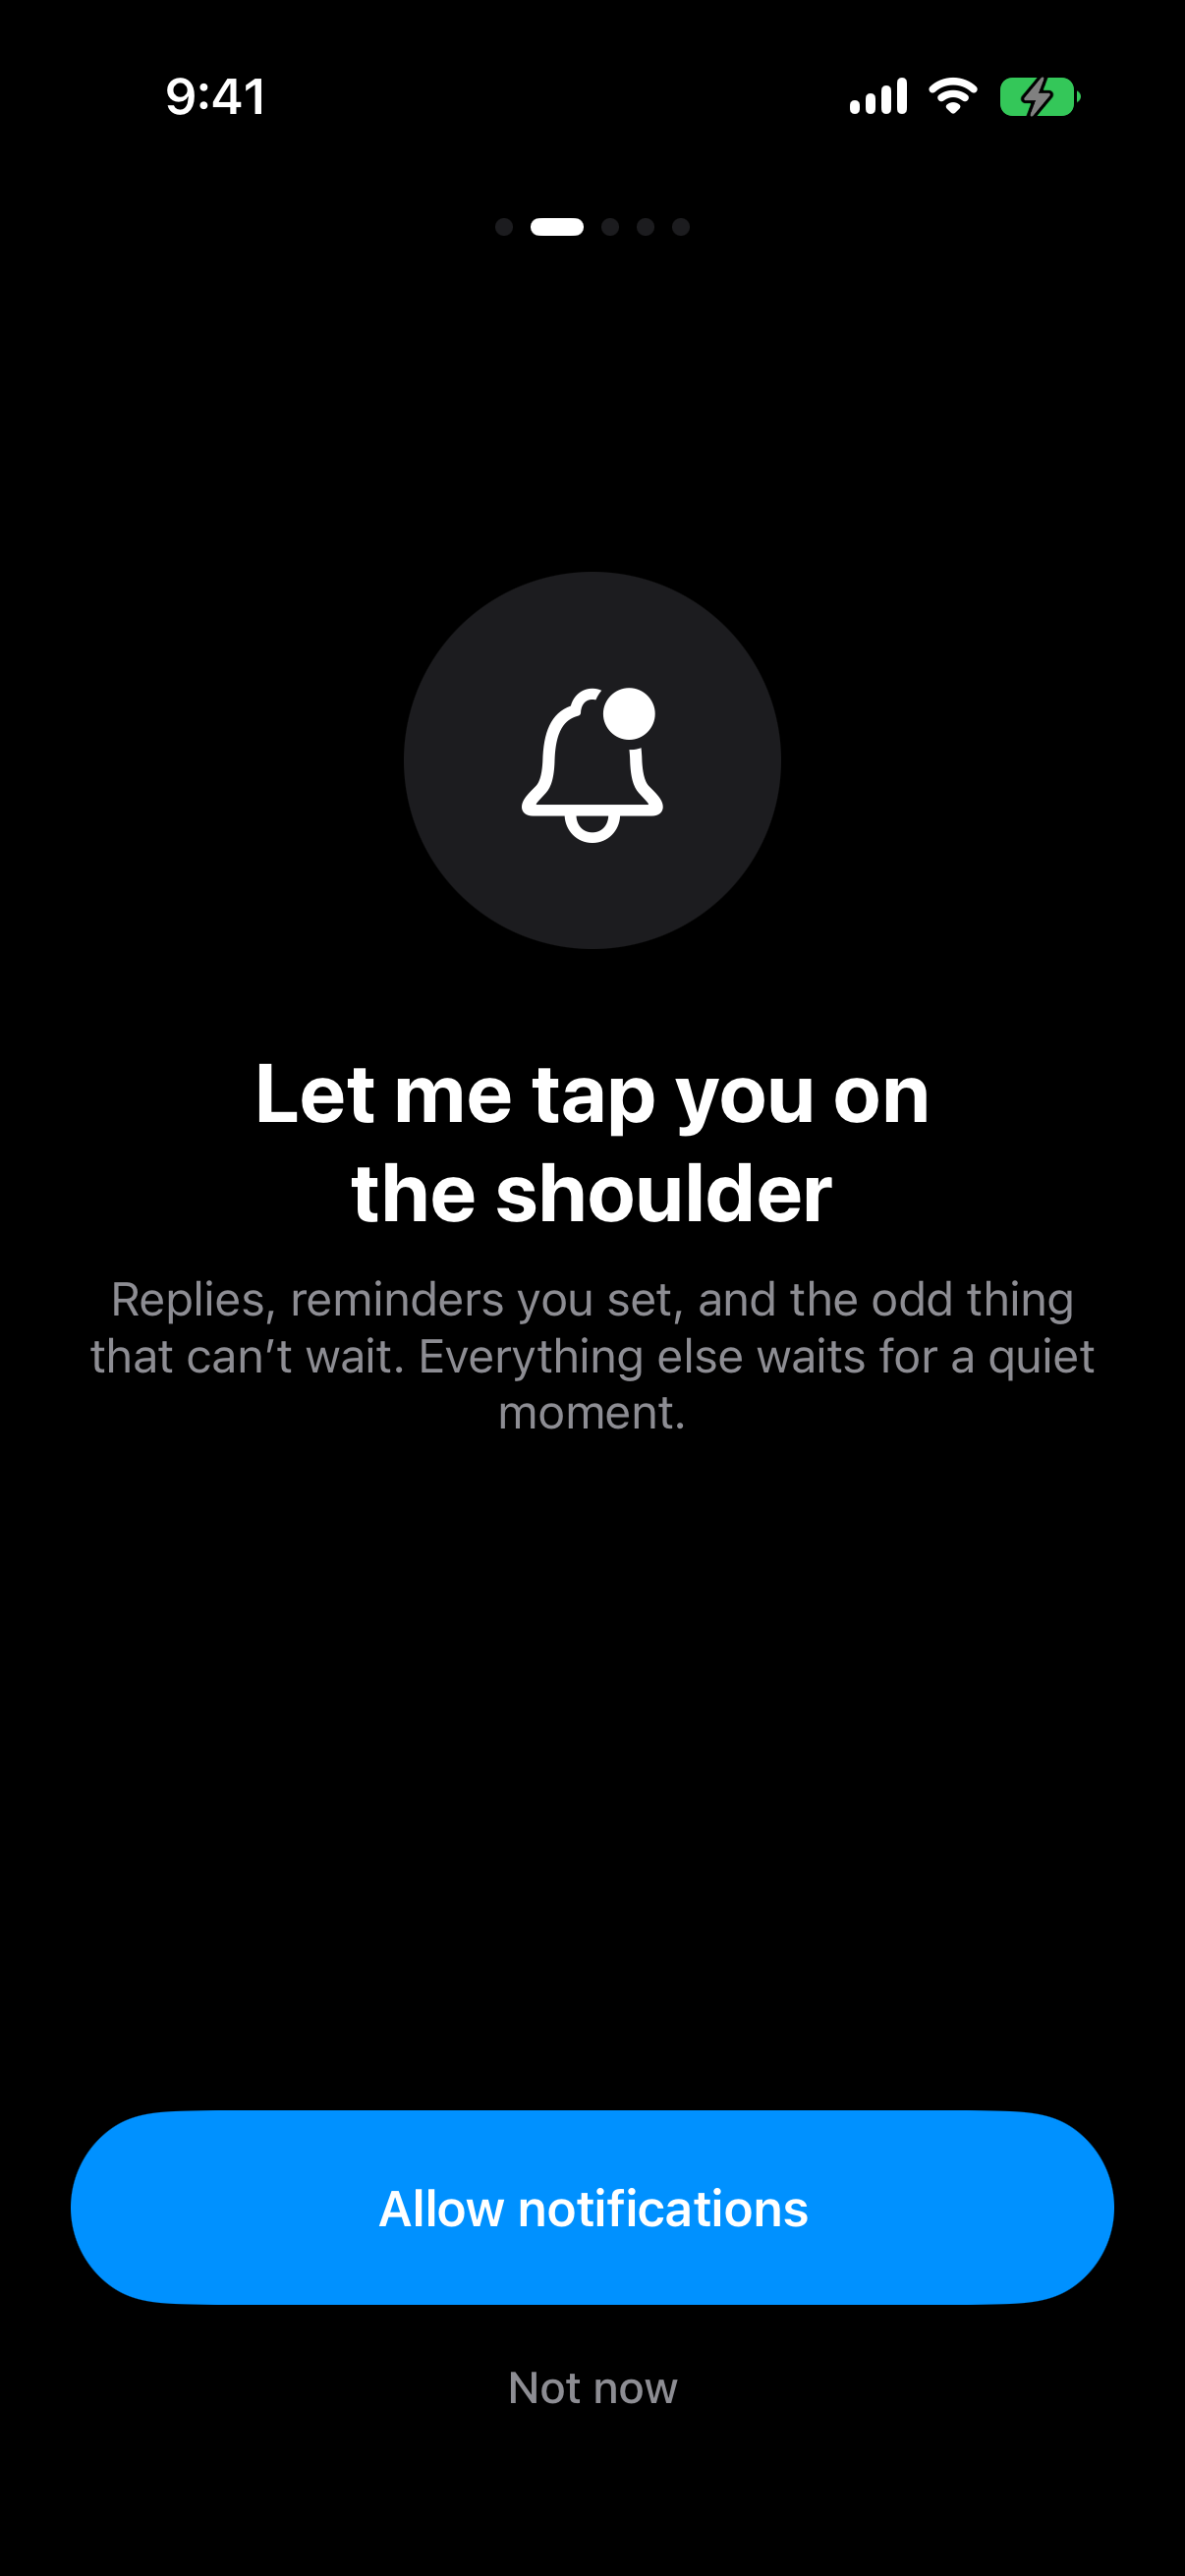 9:41
Let me tap you on
the shoulder
Replies, reminders you set, and the odd thing
that can’t wait. Everything else waits for a quiet
moment.
Allow notifications
Not now